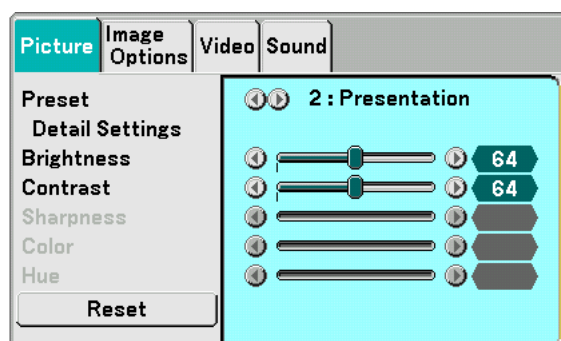 Picture
Image
Options
Video
Sound
Preset
2 : Presentation
Detail Settings
Brightness
64
Contrast
64
Sharpness
Color
Hue
Reset